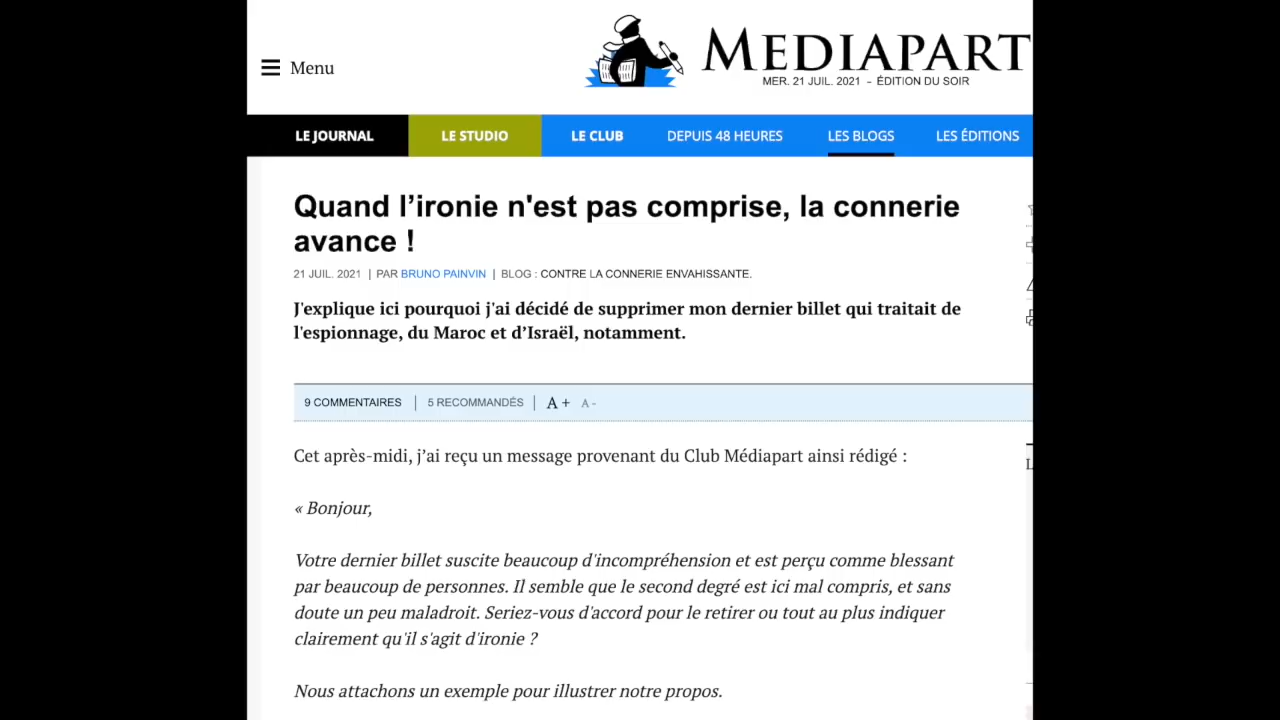 Menu
MEDIAPART
MER. 21 JUIL. 2021 - ÉDITION DU SOIR
LE JOURNAL LE STUDIO LE CLUB DEPUIS 48 HEURES LES BLOGS LES ÉDITIONS
Quand l’ironie n'est pas comprise, la connerie
avance !
21 JUIL. 2021 | PAR BRUNO PAINVIN | BLOG : CONTRE LA CONNERIE ENVAHISSANTE.
J'explique ici pourquoi j'ai décidé de supprimer mon dernier billet qui traitait de
l'espionnage, du Maroc et d’Israël, notamment.
9 COMMENTAIRES | 5 RECOMMANDÉS | A + A -
Cet après-midi, j’ai reçu un message provenant du Club Médiapart ainsi rédigé :
« Bonjour,
Votre dernier billet suscite beaucoup d'incompréhension et est perçu comme blessant
par beaucoup de personnes. Il semble que le second degré est ici mal compris, et sans
doute un peu maladroit. Seriez-vous d'accord pour le retirer ou tout au plus indiquer
clairement qu'il s'agit d'ironie ?
Nous attachons un exemple pour illustrer notre propos.